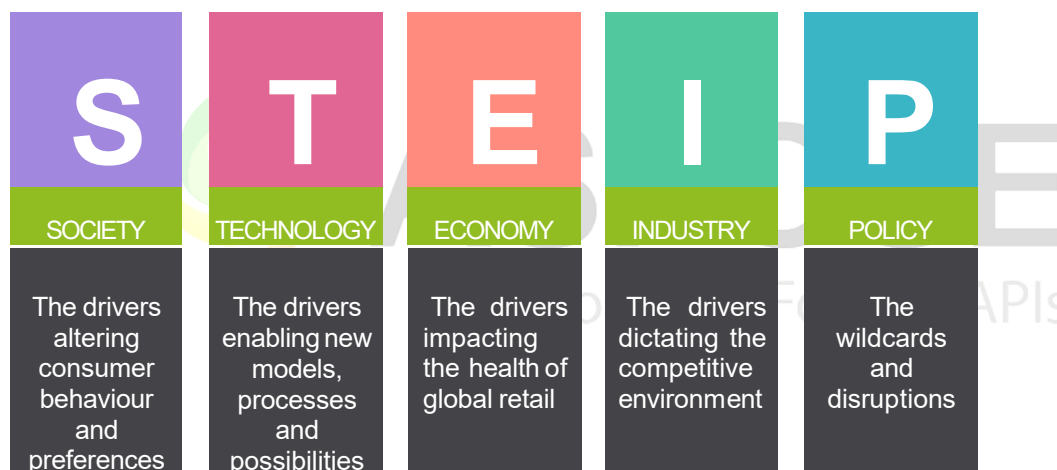 S
SOCIETY
The drivers
altering
consumer
behaviour
and
preferences
T
TECHNOLOGY
The drivers
enabling new
models,
processes
and
possibilities
E
ECONOMY
The drivers
impacting
the health of
global retail
I
INDUSTRY
The drivers
dictating the
competitive
environment
P
POLICY
The
wildcards
and
disruptions
APIs